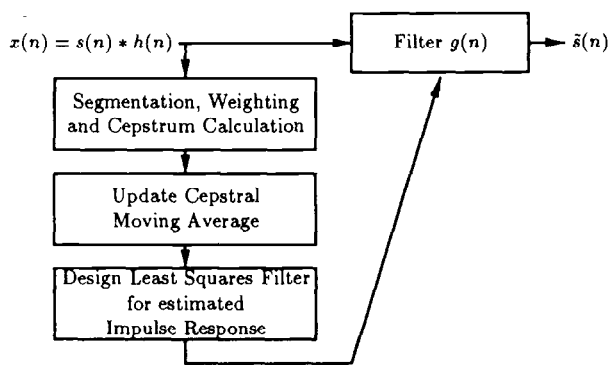 x(n) = s(n) * h(n)
Filter g(n)
s̃(n)
Segmentation, Weighting
and Cepstrum Calculation
Update Cepstral
Moving Average
Design Least Squares Filter
for estimated
Impulse Response